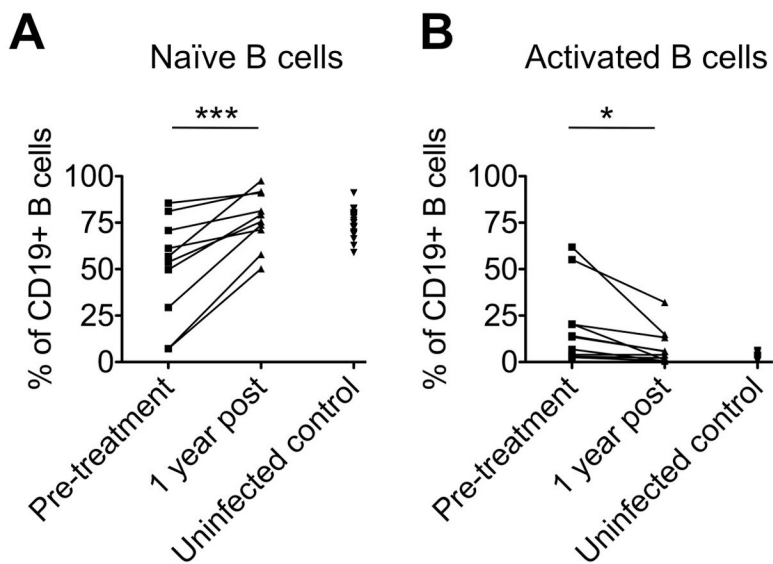 A
Naïve B cells
***
% of CD19+ B cells
100
75
50
25
0
Pre-treatment
1 year post
Uninfected control
B
Activated B cells
*
% of CD19+ B cells
100
75
50
25
0
Pre-treatment
1 year post
Uninfected control